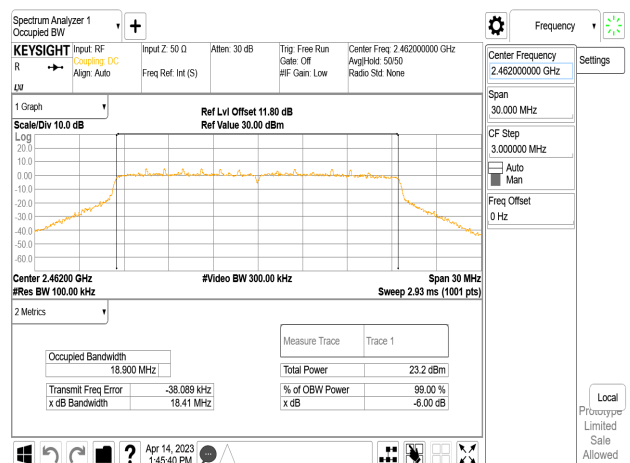 Spectrum Analyzer 1
Occupied BW
Frequency
KEYSIGHT
R
Input: RF
Coupling: DC
Align: Auto
Input Z: 50 Ω
Freq Ref: Int (S)
Atten: 30 dB
Trig: Free Run
Gate: Off
#IF Gain: Low
Center Freq: 2.462000000 GHz
Avg|Hold: 50/50
Radio Std: None
Center Frequency
2.462000000 GHz
Settings
Span
30.000 MHz
CF Step
3.000000 MHz
Auto
Man
Freq Offset
0 Hz
1 Graph
Scale/Div 10.0 dB
Ref Lvl Offset 11.80 dB
Ref Value 30.00 dBm
Log
20.0
10.0
0.00
-10.0
-20.0
-30.0
-40.0
-50.0
-60.0
Center 2.46200 GHz
#Res BW 100.00 kHz
#Video BW 300.00 kHz
Span 30 MHz
Sweep 2.93 ms (1001 pts)
2 Metrics
Measure Trace Trace 1
Occupied Bandwidth
18.900 MHz
Total Power 23.2 dBm
Transmit Freq Error -38.089 kHz
% of OBW Power 99.00 %
x dB Bandwidth 18.41 MHz
x dB -6.00 dB
Local
Prototype
Limited
Sale
Allowed
?
Apr 14, 2023
1:45:40 PM